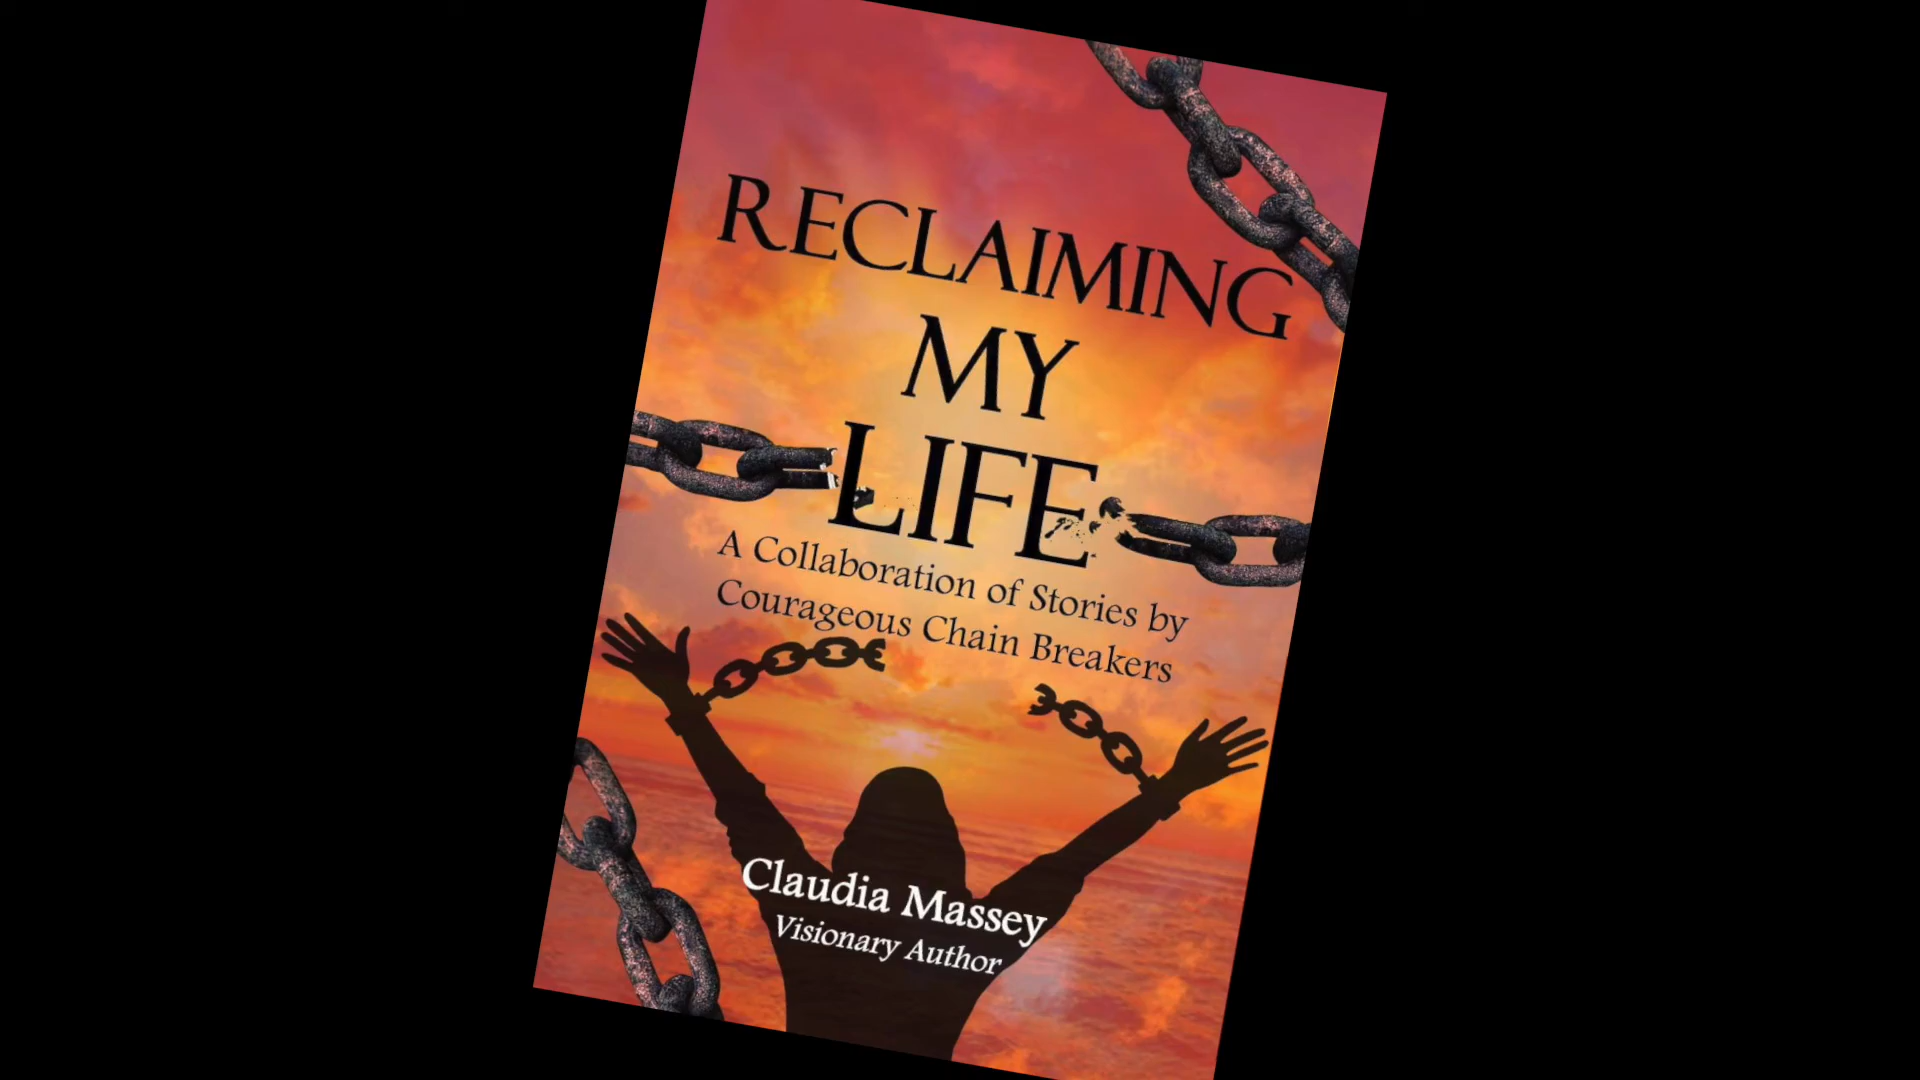 RECLAIMING
MY
LIFE
A Collaboration of Stories by
Courageous Chain Breakers
Claudia Massey
Visionary Author